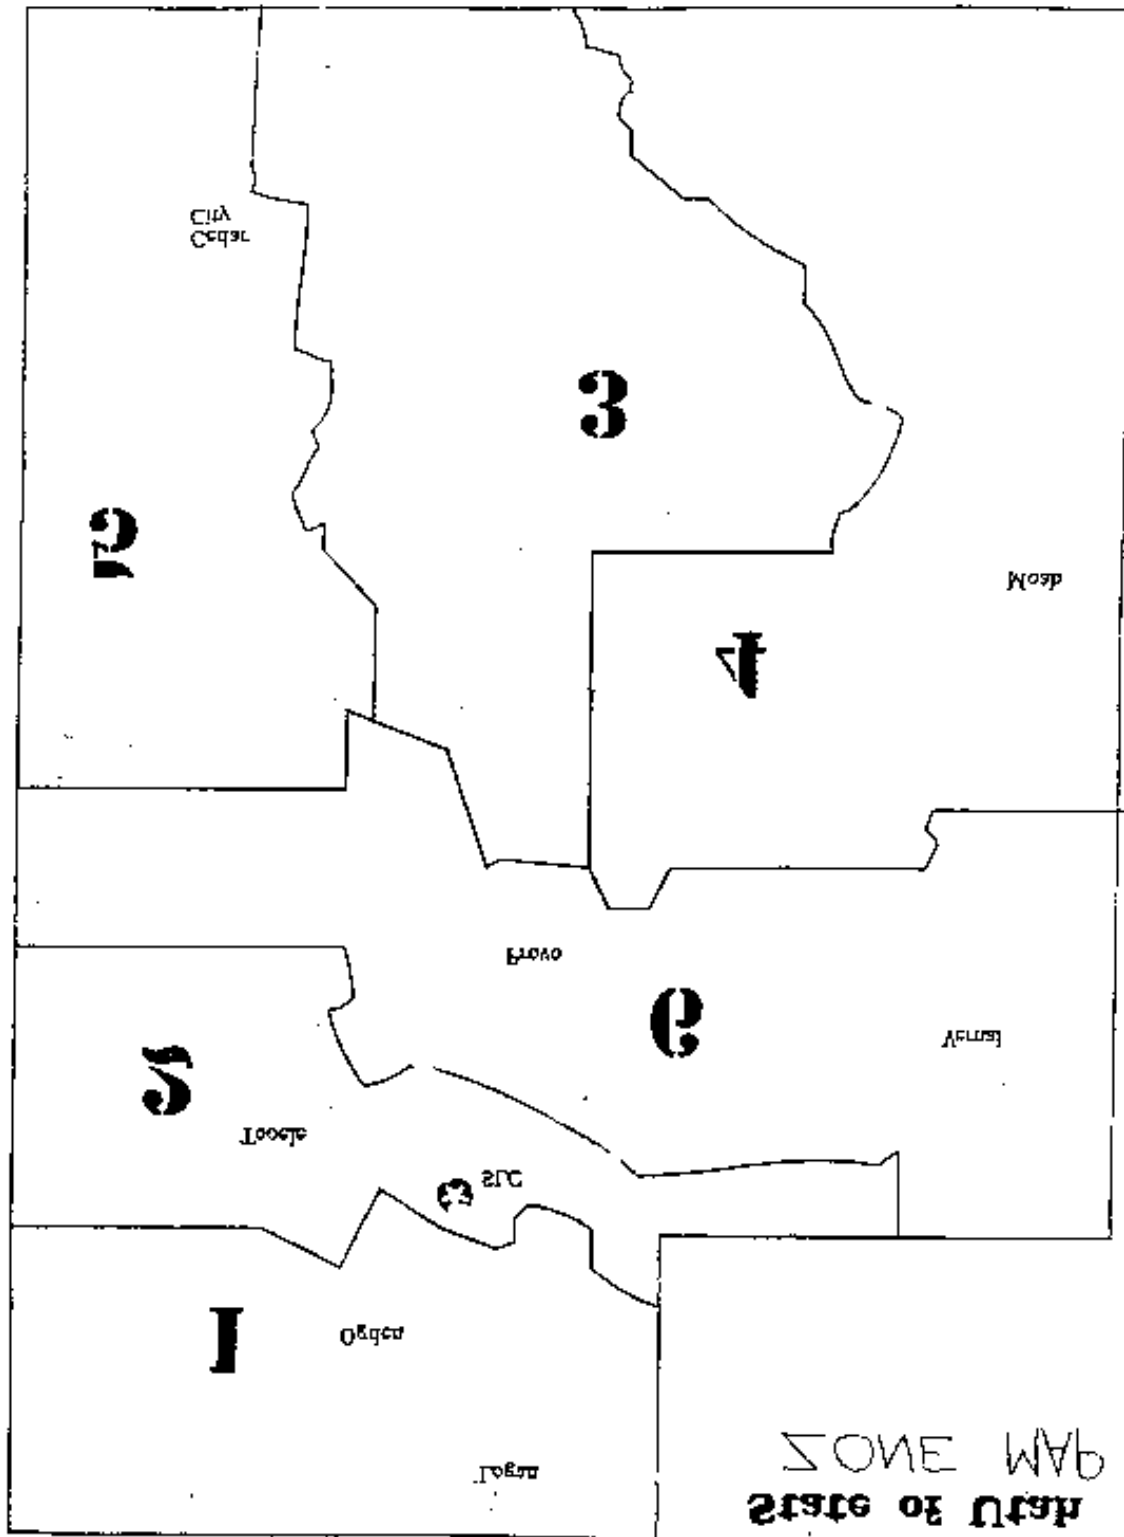 State of Utah
ZONE MAP
Logan
Ogden
1
SLC
3
Tooele
2
Vernal
6
Provo
4
Moab
5
3
Cedar
City